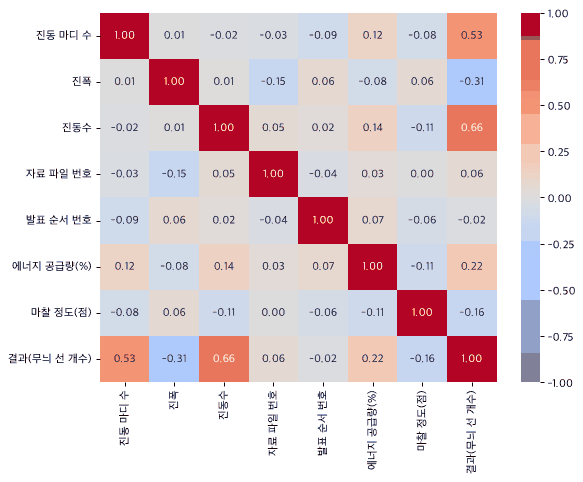 진동 마디 수 1.00 0.01 −0.02 −0.03 −0.09 0.12 −0.08 0.53
진폭 0.01 1.00 0.01 −0.15 0.06 −0.08 0.06 −0.31
진동수 −0.02 0.01 1.00 0.05 0.02 0.14 −0.11 0.66
자료 파일 번호 −0.03 −0.15 0.05 1.00 −0.04 0.03 0.00 0.06
발표 순서 번호 −0.09 0.06 0.02 −0.04 1.00 0.07 −0.06 −0.02
에너지 공급량(%) 0.12 −0.08 0.14 0.03 0.07 1.00 −0.11 0.22
마찰 정도(점) −0.08 0.06 −0.11 0.00 −0.06 −0.11 1.00 −0.16
결과(무늬 선 개수) 0.53 −0.31 0.66 0.06 −0.02 0.22 −0.16 1.00
진동 마디 수
진폭
진동수
자료 파일 번호
발표 순서 번호
에너지 공급량(%)
마찰 정도(점)
결과(무늬 선 개수)
1.00
0.75
0.50
0.25
0.00
−0.25
−0.50
−0.75
−1.00